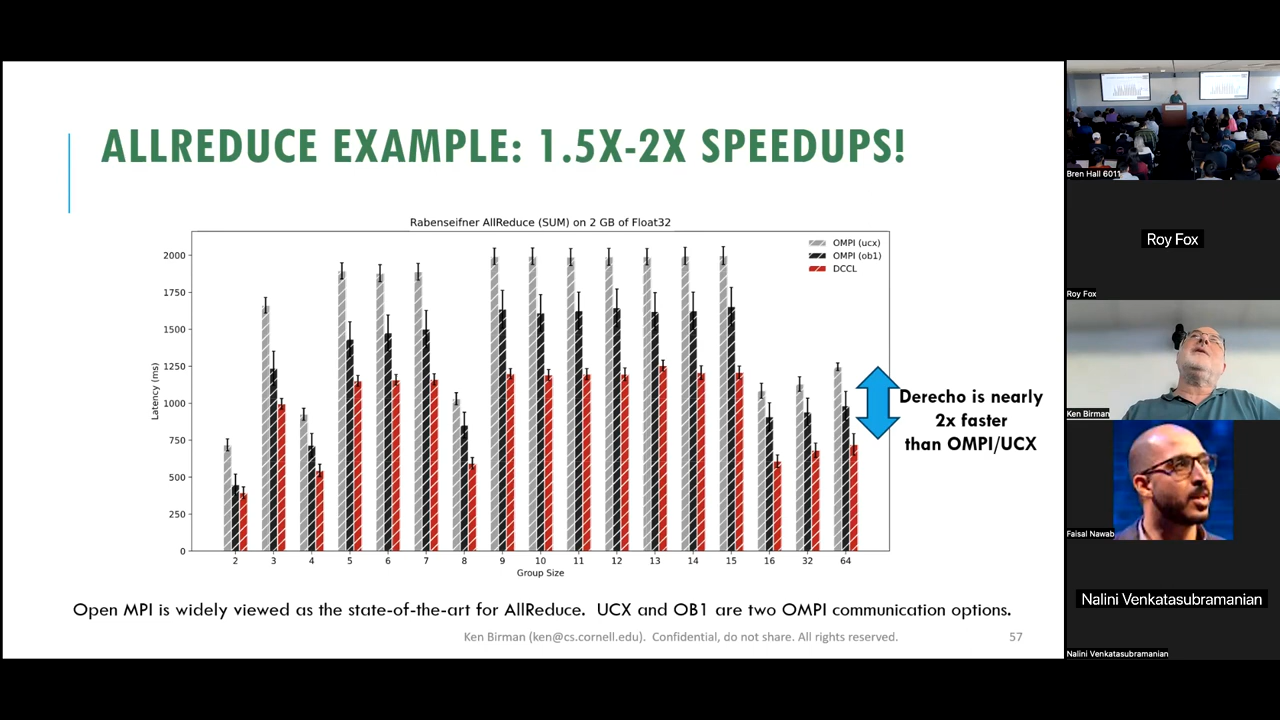 ALLREDUCE EXAMPLE: 1.5X-2X SPEEDUPS!
Rabenseifner AllReduce (SUM) on 2 GB of Float32
OMPI (ucx)
OMPI (ob1)
DCCL
Latency (ms)
2000
1750
1500
1250
1000
750
500
250
0
2 3 4 5 6 7 8 9 10 11 12 13 14 15 16 32 64
Group Size
Derecho is nearly
2x faster
than OMPI/UCX
Open MPI is widely viewed as the state-of-the-art for AllReduce. UCX and OB1 are two OMPI communication options.
Ken Birman (ken@cs.cornell.edu). Confidential, do not share. All rights reserved.
57
Bren Hall 6011
Roy Fox
Roy Fox
Ken Birman
Faisal Nawab
Nalini Venkatasubramanian
Nalini Venkatasubramanian